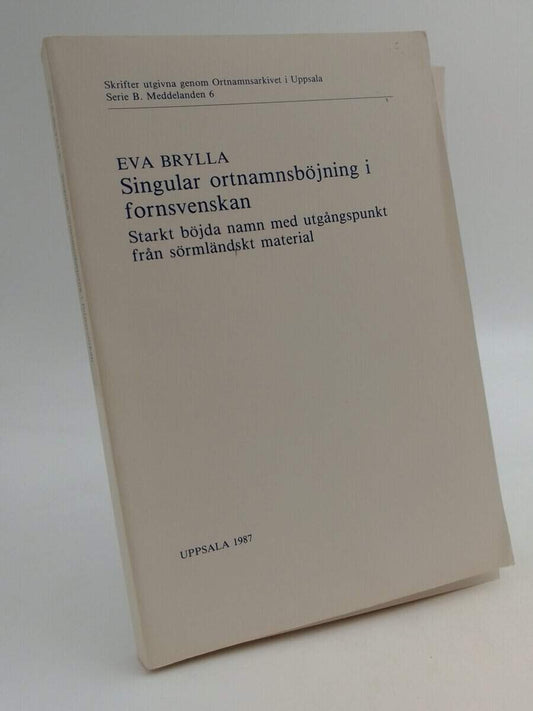 Skrifter utgivna genom Ortnamnsarkivet i Uppsala
Serie B. Meddelanden 6
EVA BRYLLA
Singular ortnamnsböjning i
fornsvenskan
Starkt böjda namn med utgångspunkt
från sörmländskt material
UPPSALA 1987